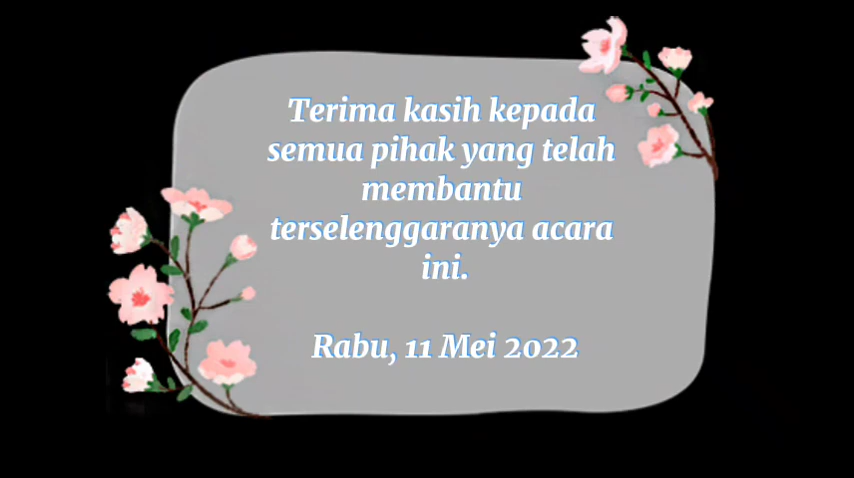 Terima kasih kepada
semua pihak yang telah
membantu
terselenggaranya acara
ini.
Rabu, 11 Mei 2022